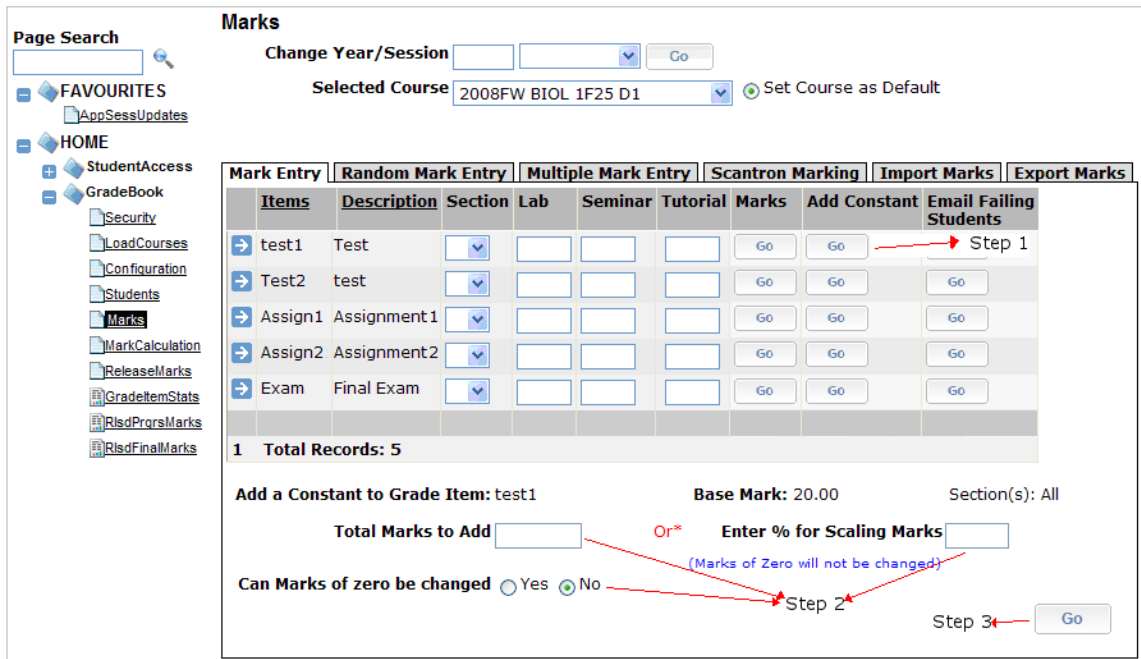 Marks
Page Search
Change Year/Session Go
Selected Course 2008FW BIOL 1F25 D1 Set Course as Default
FAVOURITES
AppSessUpdates
HOME
StudentAccess
GradeBook
Security
LoadCourses
Configuration
Students
Marks
MarkCalculation
ReleaseMarks
GradeItemStats
RlsdPrgrsMarks
RlsdFinalMarks
Mark Entry Random Mark Entry Multiple Mark Entry Scantron Marking Import Marks Export Marks
Items Description Section Lab Seminar Tutorial Marks Add Constant Email Failing
Students
test1 Test Go Go Step 1
Test2 test Go Go Go
Assign1 Assignment1 Go Go Go
Assign2 Assignment2 Go Go Go
Exam Final Exam Go Go Go
1 Total Records: 5
Add a Constant to Grade Item: test1 Base Mark: 20.00 Section(s): All
Total Marks to Add Or* Enter % for Scaling Marks
(Marks of Zero will not be changed)
Can Marks of zero be changed Yes No
Step 2
Step 3 Go